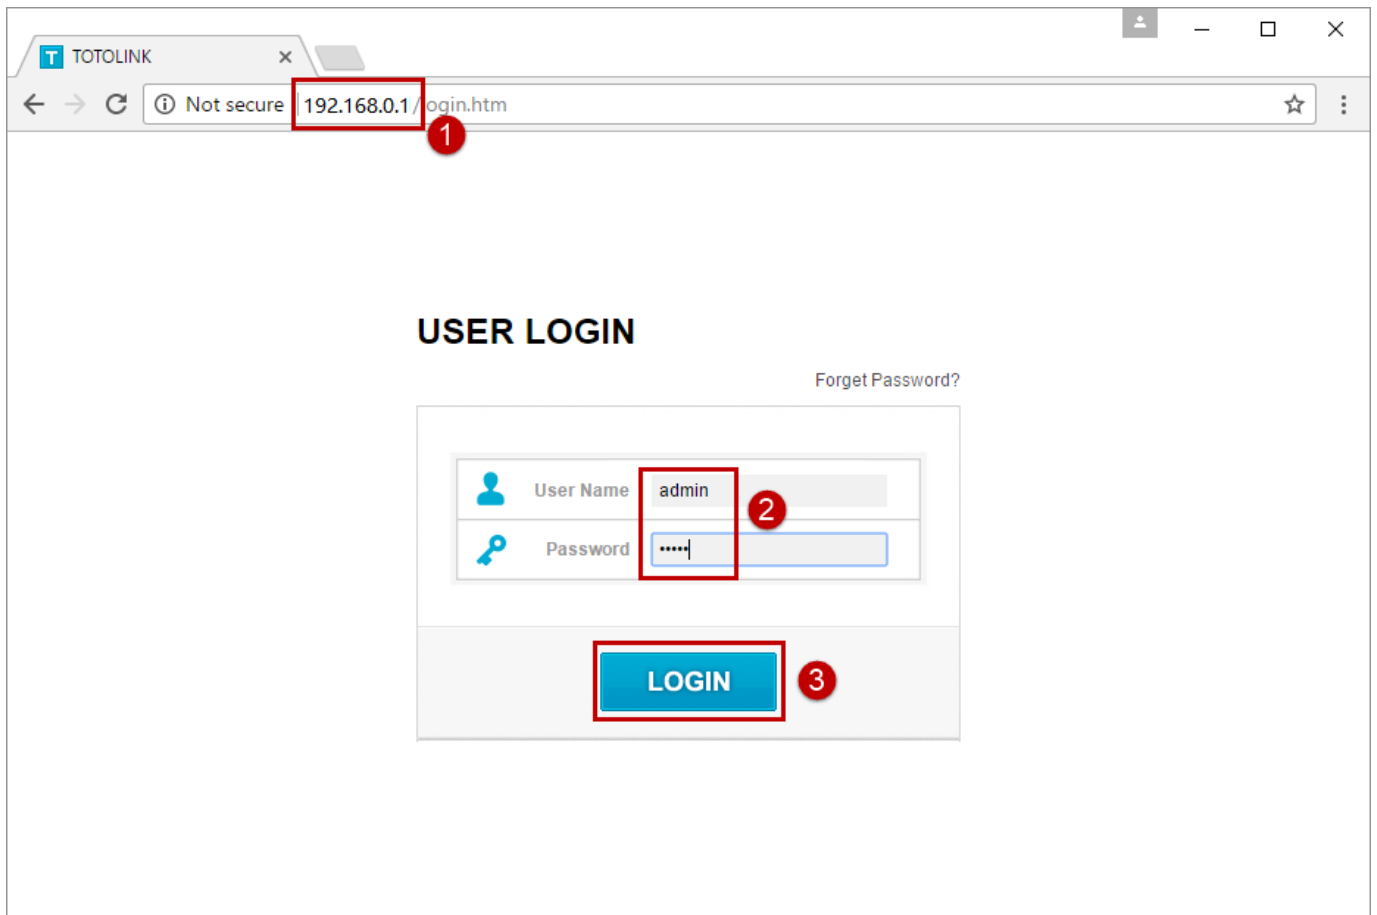 T TOTOLINK
Not secure 192.168.0.1/login.htm
1
USER LOGIN
Forget Password?
User Name admin
2
Password •••••
LOGIN
3